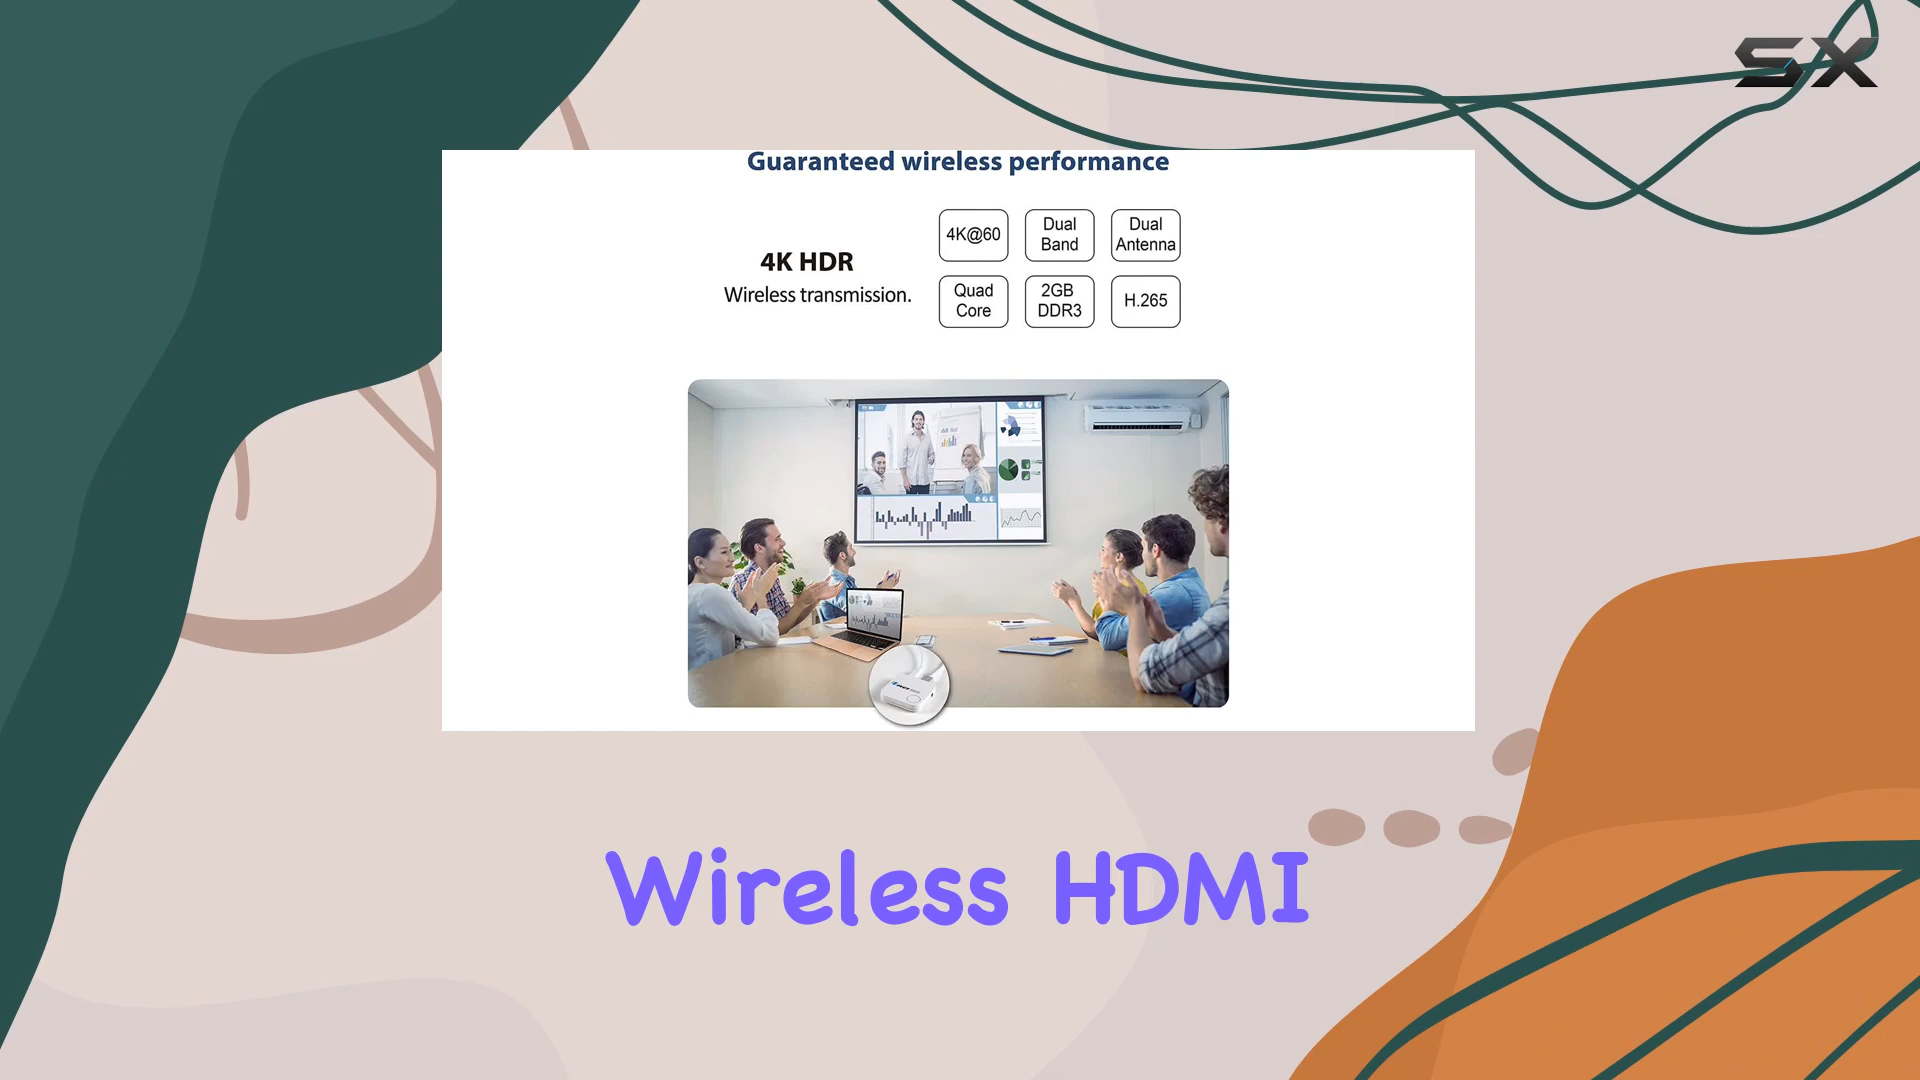 SX
Guaranteed wireless performance
4K HDR
Wireless transmission.
4K@60
Dual
Band
Dual
Antenna
Quad
Core
2GB
DDR3
H.265
Wireless HDMI